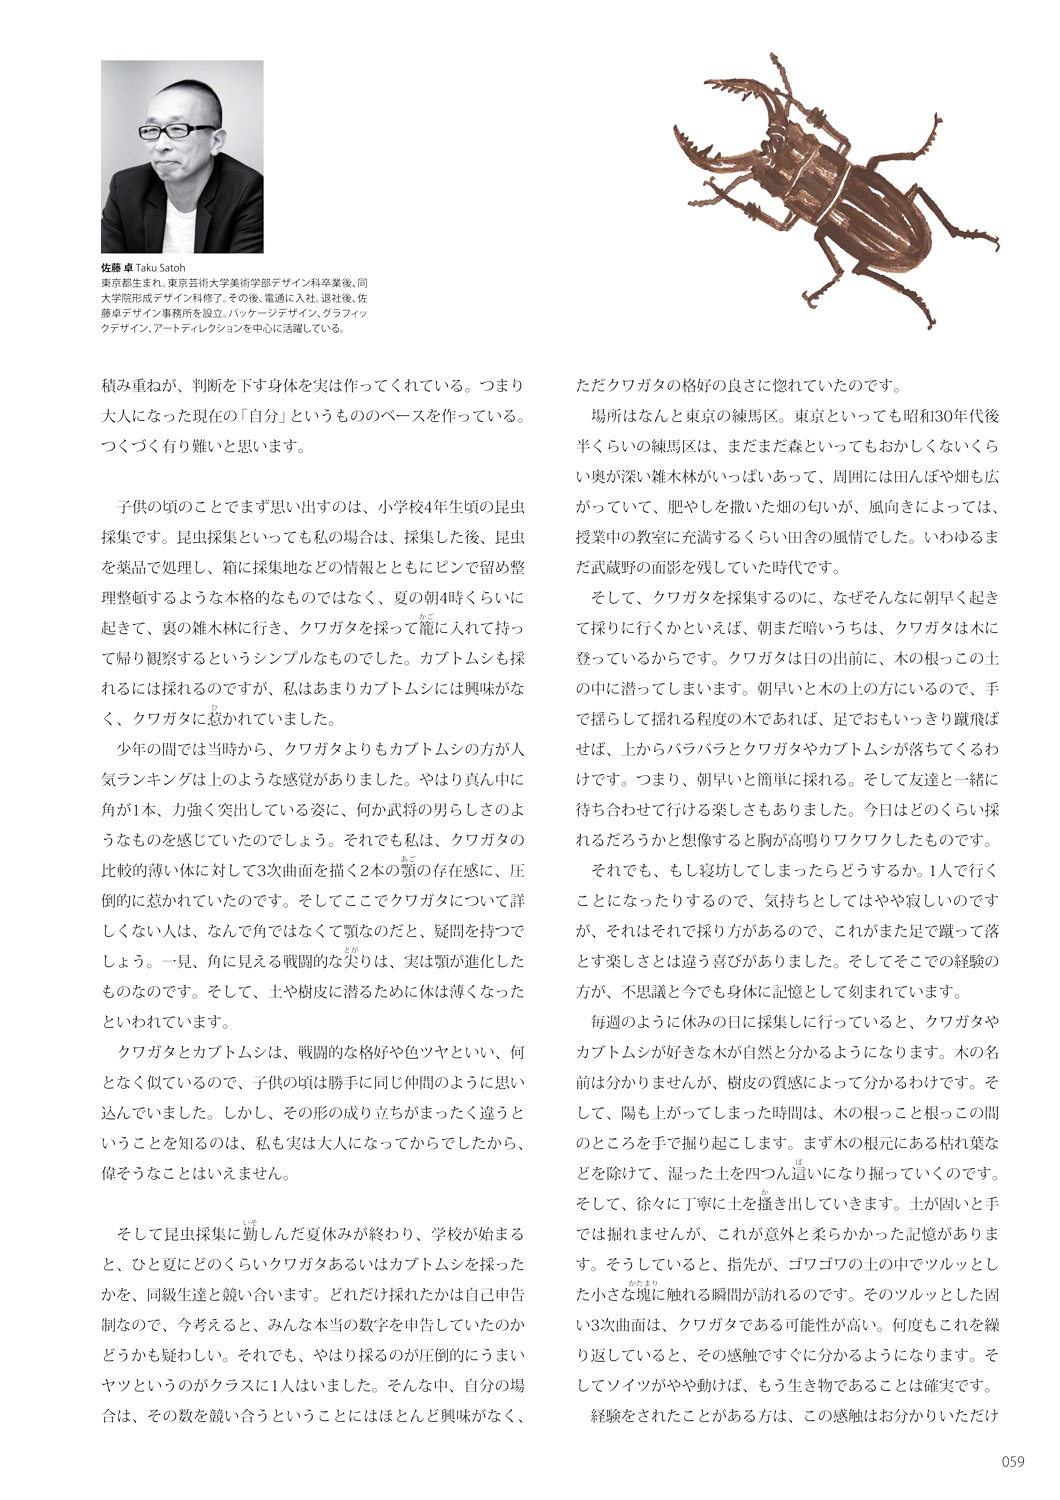 佐藤 卓 Taku Satoh
東京都生まれ。東京芸術大学美術学部デザイン科卒業後、同
大学院形成デザイン科修了。その後、電通に入社。退社後、佐
藤卓デザイン事務所を設立。パッケージデザイン、グラフィッ
クデザイン、アートディレクションを中心に活躍している。
積み重ねが、判断を下す身体を実は作ってくれている。つまり
大人になった現在の「自分」というもののベースを作っている。
つくづく有り難いと思います。
子供の頃のことでまず思い出すのは、小学校4年生頃の昆虫
採集です。昆虫採集といっても私の場合は、採集した後、昆虫
を薬品で処理し、箱に採集地などの情報とともにピンで留め整
理整頓するような本格的なものではなく、夏の朝4時くらいに
起きて、裏の雑木林に行き、クワガタを採って籠に入れて持っ
て帰り観察するというシンプルなものでした。カブトムシも採
れるには採れるのですが、私はあまりカブトムシには興味がな
く、クワガタに惹かれていました。
少年の間では当時から、クワガタよりもカブトムシの方が人
気ランキングは上のような感覚がありました。やはり真ん中に
角が1本、力強く突出している姿に、何か武将の男らしさのよ
うなものを感じていたのでしょう。それでも私は、クワガタの
比較的薄い体に対して3次曲面を描く2本の顎の存在感に、圧
倒的に惹かれていたのです。そしてここでクワガタについて詳
しくない人は、なんで角ではなくて顎なのだと、疑問を持つで
しょう。一見、角に見える戦闘的な尖りは、実は顎が進化した
ものなのです。そして、土や樹皮に潜るために体は薄くなった
といわれています。
クワガタとカブトムシは、戦闘的な格好や色ツヤといい、何
となく似ているので、子供の頃は勝手に同じ仲間のように思い
込んでいました。しかし、その形の成り立ちがまったく違うと
いうことを知るのは、私も実は大人になってからでしたから、
偉そうなことはいえません。
そして昆虫採集に勤しんだ夏休みが終わり、学校が始まる
と、ひと夏にどのくらいクワガタあるいはカブトムシを採った
かを、同級生達と競い合います。どれだけ採れたかは自己申告
制なので、今考えると、みんな本当の数字を申告していたのか
どうかも疑わしい。それでも、やはり採るのが圧倒的にうまい
ヤツというのがクラスに1人はいました。そんな中、自分の場
合は、その数を競い合うということにはほとんど興味がなく、
ただクワガタの格好の良さに惚れていたのです。
場所はなんと東京の練馬区。東京といっても昭和30年代後
半くらいの練馬区は、まだまだ森といってもおかしくないくら
い奥が深い雑木林がいっぱいあって、周囲には田んぼや畑も広
がっていて、肥やしを撒いた畑の匂いが、風向きによっては、
授業中の教室に充満するくらい田舎の風情でした。いわゆるま
だ武蔵野の面影を残していた時代です。
そして、クワガタを採集するのに、なぜそんなに朝早く起き
て採りに行くかといえば、朝まだ暗いうちは、クワガタは木に
登っているからです。クワガタは日の出前に、木の根っこの土
の中に潜ってしまいます。朝早いと木の上の方にいるので、手
で揺らして揺れる程度の木であれば、足でおもいっきり蹴飛ば
せば、上からバラバラとクワガタやカブトムシが落ちてくるわ
けです。つまり、朝早いと簡単に採れる。そして友達と一緒に
待ち合わせて行ける楽しさもありました。今日はどのくらい採
れるだろうかと想像すると胸が高鳴りワクワクしたものです。
それでも、もし寝坊してしまったらどうするか。1人で行く
ことになったりするので、気持ちとしてはやや寂しいのです
が、それはそれで採り方があるので、これがまた足で蹴って落
とす楽しさとは違う喜びがありました。そしてそこでの経験の
方が、不思議と今でも身体に記憶として刻まれています。
毎週のように休みの日に採集しに行っていると、クワガタや
カブトムシが好きな木が自然と分かるようになります。木の名
前は分かりませんが、樹皮の質感によって分かるわけです。そ
して、陽も上がってしまった時間は、木の根っこと根っこの間
のところを手で掘り起こします。まず木の根元にある枯れ葉な
どを除けて、湿った土を四つん這いになり掘っていくのです。
そして、徐々に丁寧に土を掻き出していきます。土が固いと手
では掘れませんが、これが意外と柔らかかった記憶がありま
す。そうしていると、指先が、ゴワゴワの土の中でツルッとし
た小さな塊に触れる瞬間が訪れるのです。そのツルッとした固
い3次曲面は、クワガタである可能性が高い。何度もこれを繰
り返していると、その感触ですぐに分かるようになります。そ
してソイツがやや動けば、もう生き物であることは確実です。
経験をされたことがある方は、この感触はお分かりいただけ
059